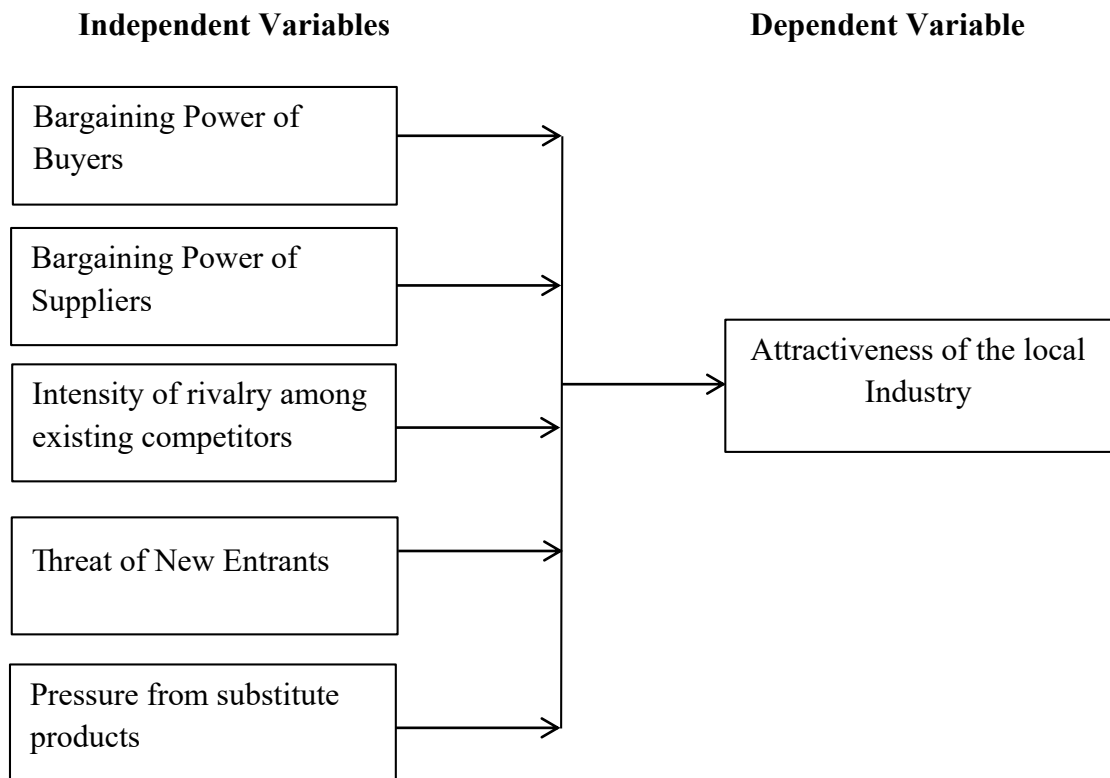 Independent Variables
Dependent Variable
Bargaining Power of
Buyers
Bargaining Power of
Suppliers
Intensity of rivalry among
existing competitors
Threat of New Entrants
Pressure from substitute
products
Attractiveness of the local
Industry